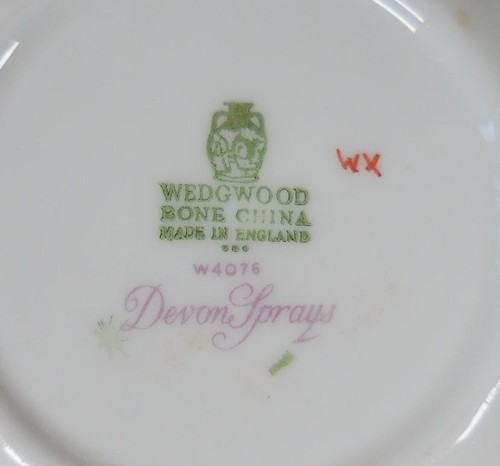 WX
WEDGWOOD
BONE CHINA
MADE IN ENGLAND
W4076
Devon Sprays